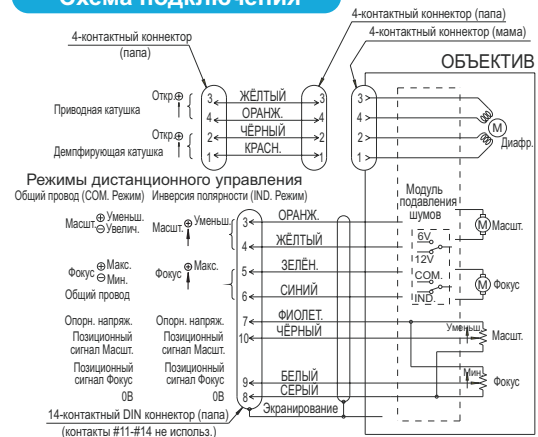 Схема подключения
4-контактный коннектор (папа)
4-контактный коннектор
(папа)
4-контактный коннектор (мама)
ОБЪЕКТИВ
Откр.⊕
Приводная катушка
3 ЖЁЛТЫЙ 3 3
4 ОРАНЖ. 4 4
Откр.⊕
Демпфирующая катушка
2 ЧЁРНЫЙ 2 2
1 КРАСН. 1 1
M
Диафр.
Режимы дистанционного управления
Общий провод (COM. Режим) Инверсия полярности (IND. Режим)
Модуль
подавления
шумов
Масшт. ⊕ Уменьш.
⊖ Увелич.
Масшт. ⊕ Уменьш.
3 ОРАНЖ.
4 ЖЁЛТЫЙ
M Масшт.
6V
12V
Фокус ⊕ Макс.
⊖ Мин.
Общий провод
Фокус ⊕ Макс.
5 ЗЕЛЁН.
6 СИНИЙ
COM.
IND.
M Фокус
Опорн. напряж. Опорн. напряж. 7 ФИОЛЕТ.
Позиционный Позиционный 10 ЧЁРНЫЙ
сигнал Масшт. сигнал Масшт.
Уменьш.
Масшт.
Позиционный Позиционный
сигнал Фокус сигнал Фокус 9 БЕЛЫЙ
0В 0В 8 СЕРЫЙ
Мин.
Фокус
14-контактный DIN коннектор (папа)
Экранирование
(контакты #11-#14 не использ.)